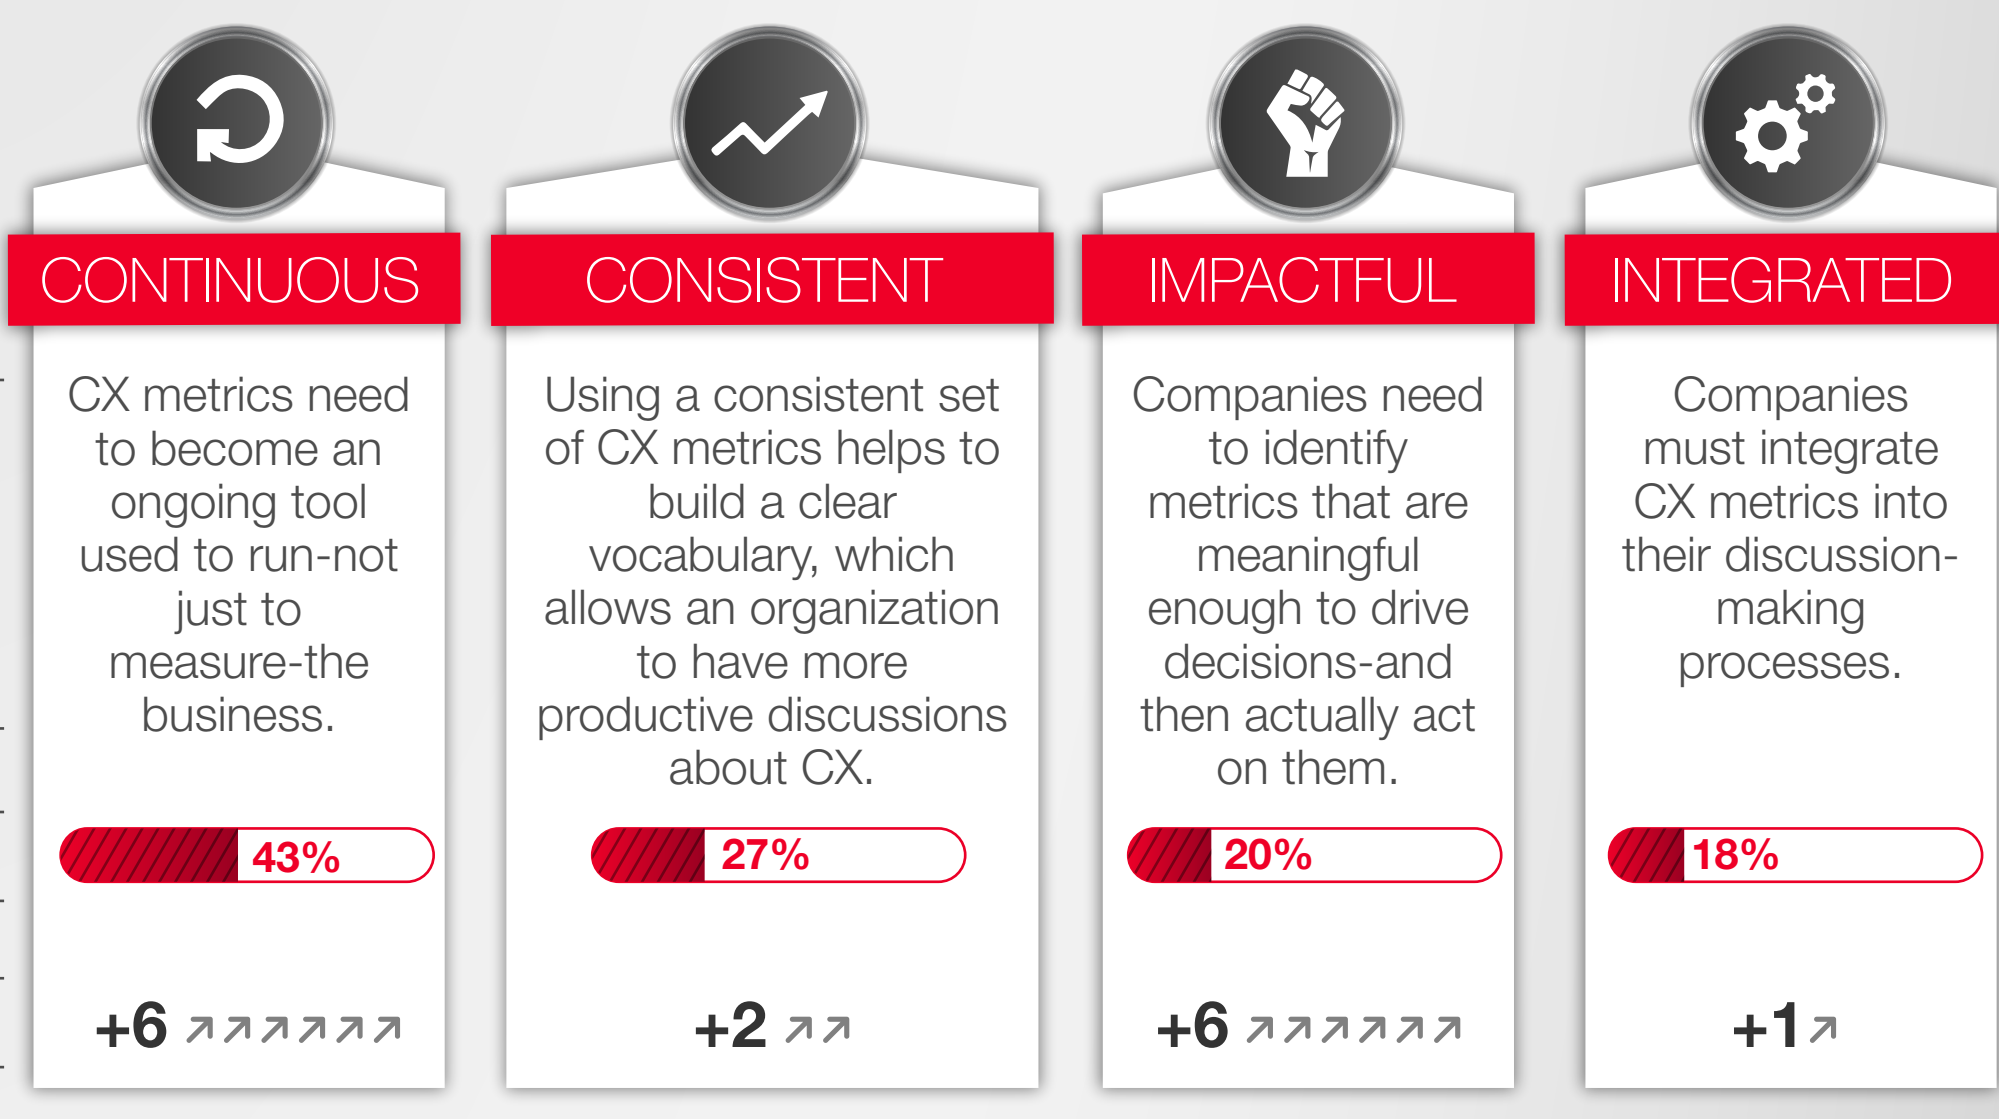 CONTINUOUS
CX metrics need
to become an
ongoing tool
used to run-not
just to
measure-the
business.
43%
+6
CONSISTENT
Using a consistent set
of CX metrics helps to
build a clear
vocabulary, which
allows an organization
to have more
productive discussions
about CX.
27%
+2
IMPACTFUL
Companies need
to identify
metrics that are
meaningful
enough to drive
decisions-and
then actually act
on them.
20%
+6
INTEGRATED
Companies
must integrate
CX metrics into
their discussion-
making
processes.
18%
+1